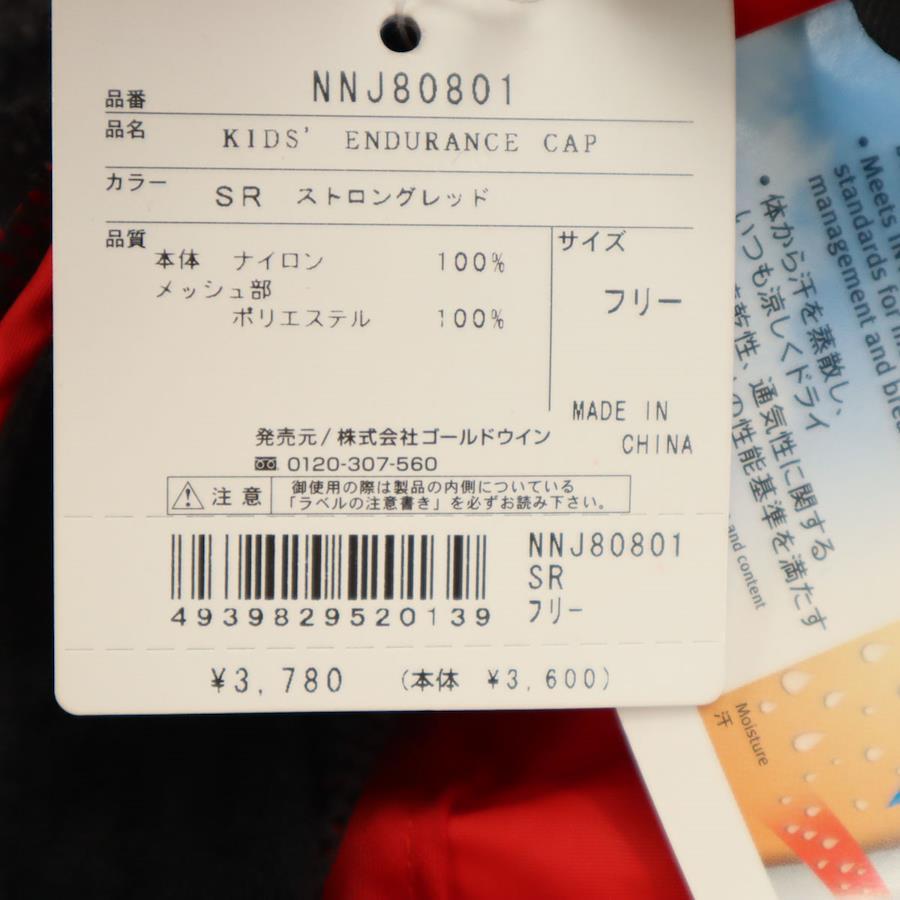 品番 NNJ80801
品名 KIDS' ENDURANCE CAP
カラー SR ストロングレッド
品質
本体 ナイロン 100%
メッシュ部
ポリエステル 100%
サイズ
フリー
MADE IN
CHINA
発売元/株式会社ゴールドウイン
0120-307-560
注意 御使用の際は製品の内側についている
「ラベルの注意書き」を必ずお読み下さい。
NNJ80801
SR
フリー
4939829520139
¥3,780 (本体 ¥3,600)
• Meets
standards for
management and
• 体から汗を蒸散し、
いつも涼しくドライ
乾性、通気性に関する
の性能基準を満たす
and content
Moisture
汗